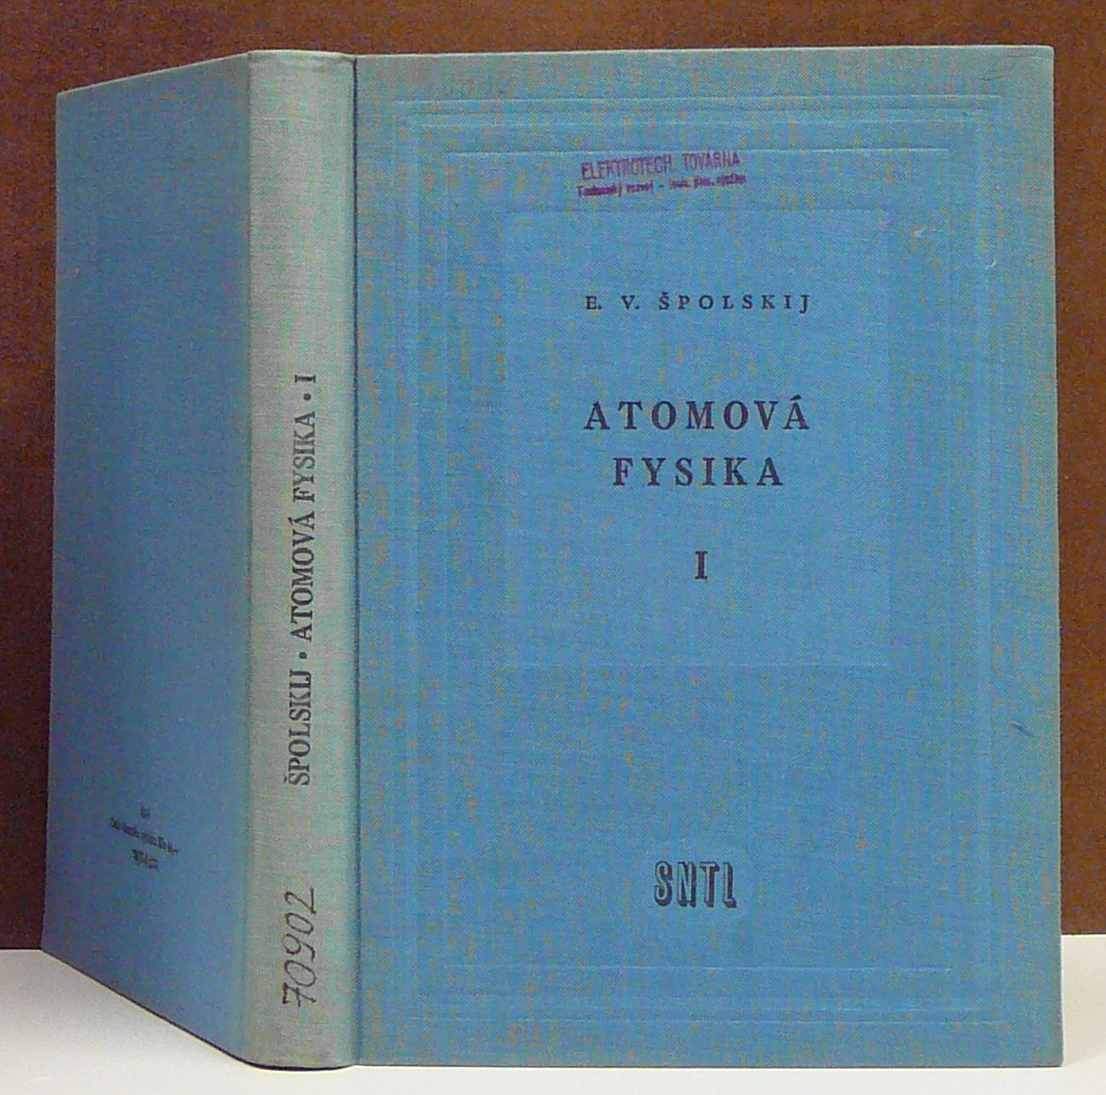 ELEKTROTECH. TOVÁRNA
E. V. ŠPOLSKIJ
ATOMOVÁ
FYSIKA
I
SNTL
ŠPOLSKIJ • ATOMOVÁ FYSIKA • I
70902